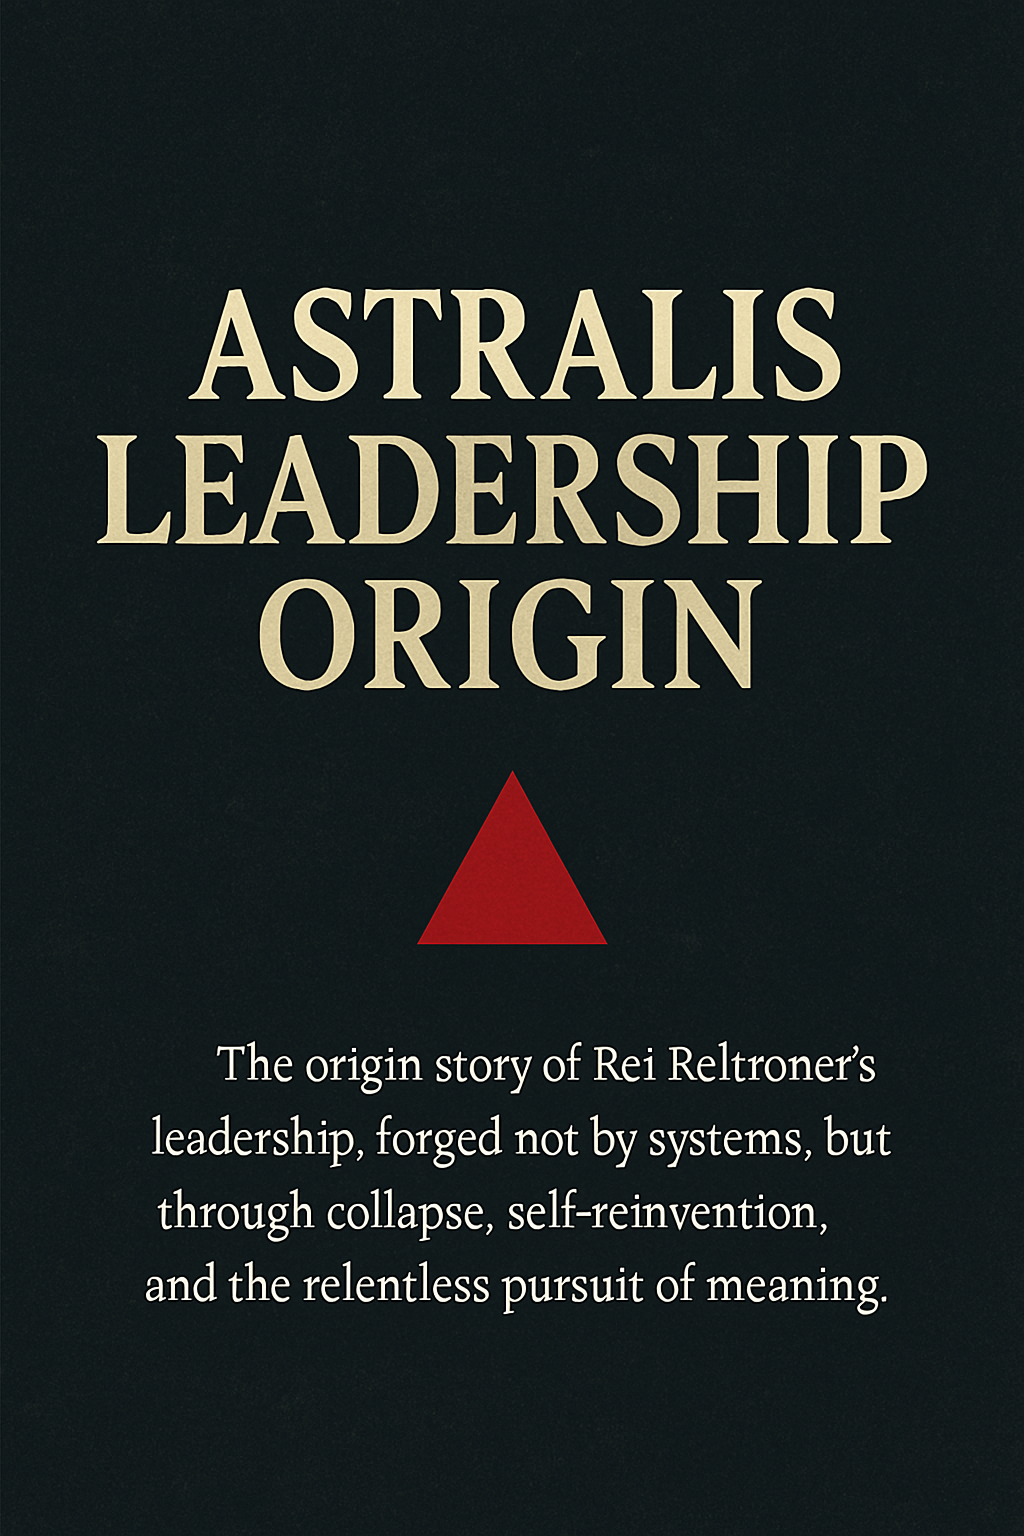 ASTRALIS
LEADERSHIP
ORIGIN
The origin story of Rei Reltroner’s
leadership, forged not by systems, but
through collapse, self-reinvention,
and the relentless pursuit of meaning.